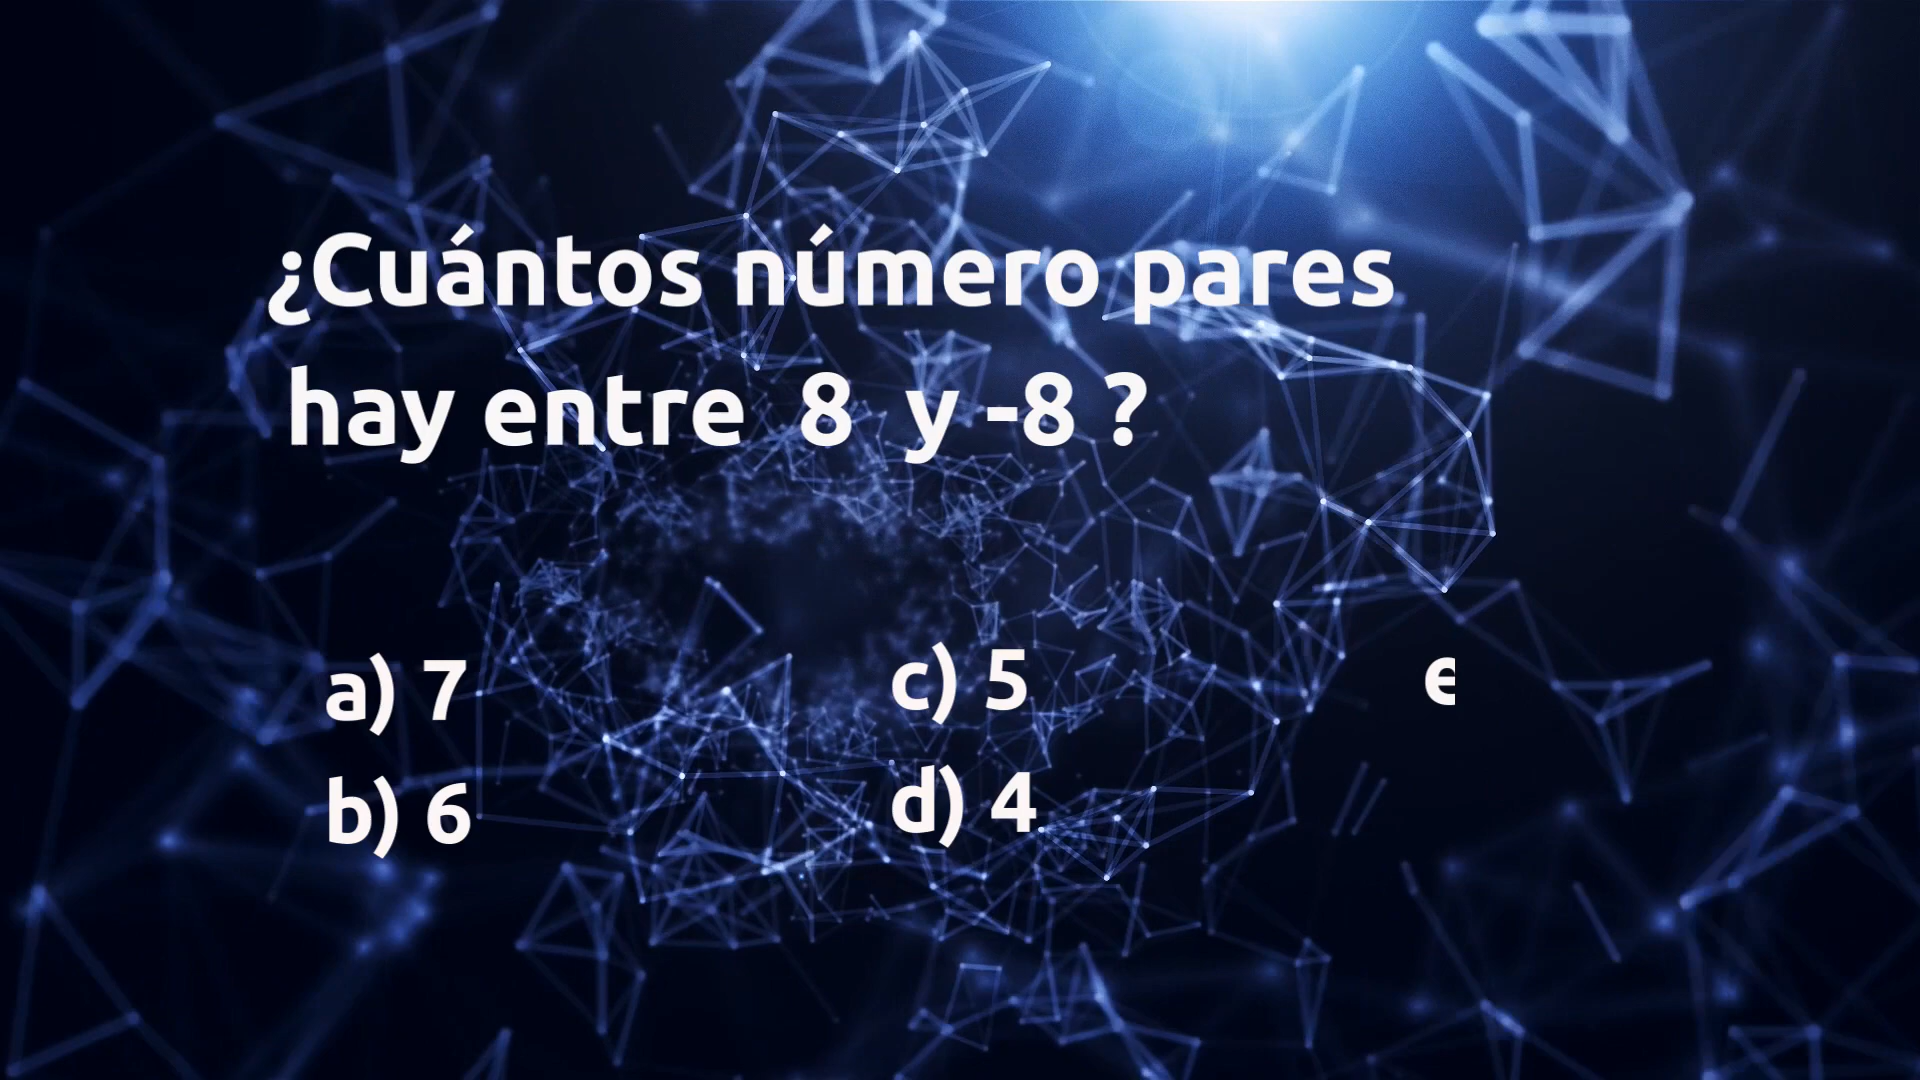 ¿Cuántos número pares
hay entre 8 y -8 ?
a) 7
b) 6
c) 5
d) 4
e